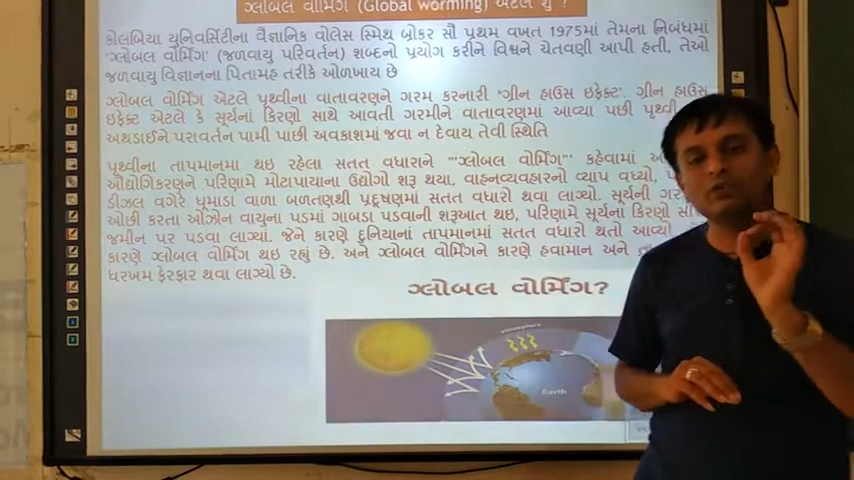 ગ્લોબલ વોર્મિંગ (Global worming) એટલે શું ?
કોલંબિયા યુનિવર્સિટીના વૈજ્ઞાનિક વોલેસ સ્મિથ બ્રોકર સૌ પ્રથમ વખત 1975માં તેમના નિબંધમાં
'ગ્લોબલ વોર્મિંગ' (જળવાયુ પરિવર્તન) શબ્દનો પ્રયોગ કરીને વિશ્વને ચેતવણી આપી હતી, તેઓ
જળવાયુ વિજ્ઞાનના પિતામહ તરીકે ઓળખાય છે
ગ્લોબલ વોર્મિંગ એટલે પૃથ્વીના વાતાવરણને ગરમ કરનારી "ગ્રીન હાઉસ ઇફેક્ટ". ગ્રીન હાઉસ
ઇફેક્ટ એટલે કે સૂર્યનાં કિરણો સાથે આવતી ગરમીને વાતાવરણમાં આવ્યા પછી પૃથ્વી
અથડાઈને પરાવર્તન પામી પાછી અવકાશમાં જવા ન દેવાય તેવી સ્થિતિ
પૃથ્વીના તાપમાનમા થઇ રહેલા સતત વધારાને "''ગ્લોબલ વોર્મિંગ"' કહેવામાં
ઔદ્યોગિકરણને પરિણામે મોટાપાયાના ઉદ્યોગો શરૂ થયા, વાહનવ્યવહારનો વ્યાપ વધ્યો,
ડીઝલ વગેરે ધુમાડા વાળા બળતણથી પ્રદૂષણમાં સતત વધારો થવા લાગ્યો. સૂર્યની
ઓછી કરતા ઓઝોન વાયુના પડમાં ગાબડા પડવાની શરૂઆત થઇ, પરિણામે સૂર્યનાં કિરણો
જમીન પર પડવા લાગ્યા. જેને કારણે દુનિયાનાં તાપમાનમાં સતત વધારો થતો આવ્યો
કારણે ગ્લોબલ વોર્મિંગ થઇ રહ્યું છે. અને ગ્લોબલ વોર્મિંગને કારણે હવામાન અને
ધરખમ ફેરફાર થવા લાગ્યો છે.
ગ્લોબલ વોર્મિંગ?
atmosphere
Earth